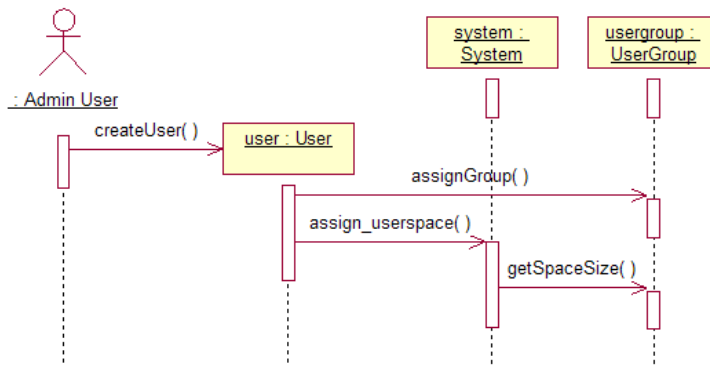 system :
System
usergroup :
UserGroup
: Admin User
createUser( )
user : User
assignGroup( )
assign_userspace( )
getSpaceSize( )